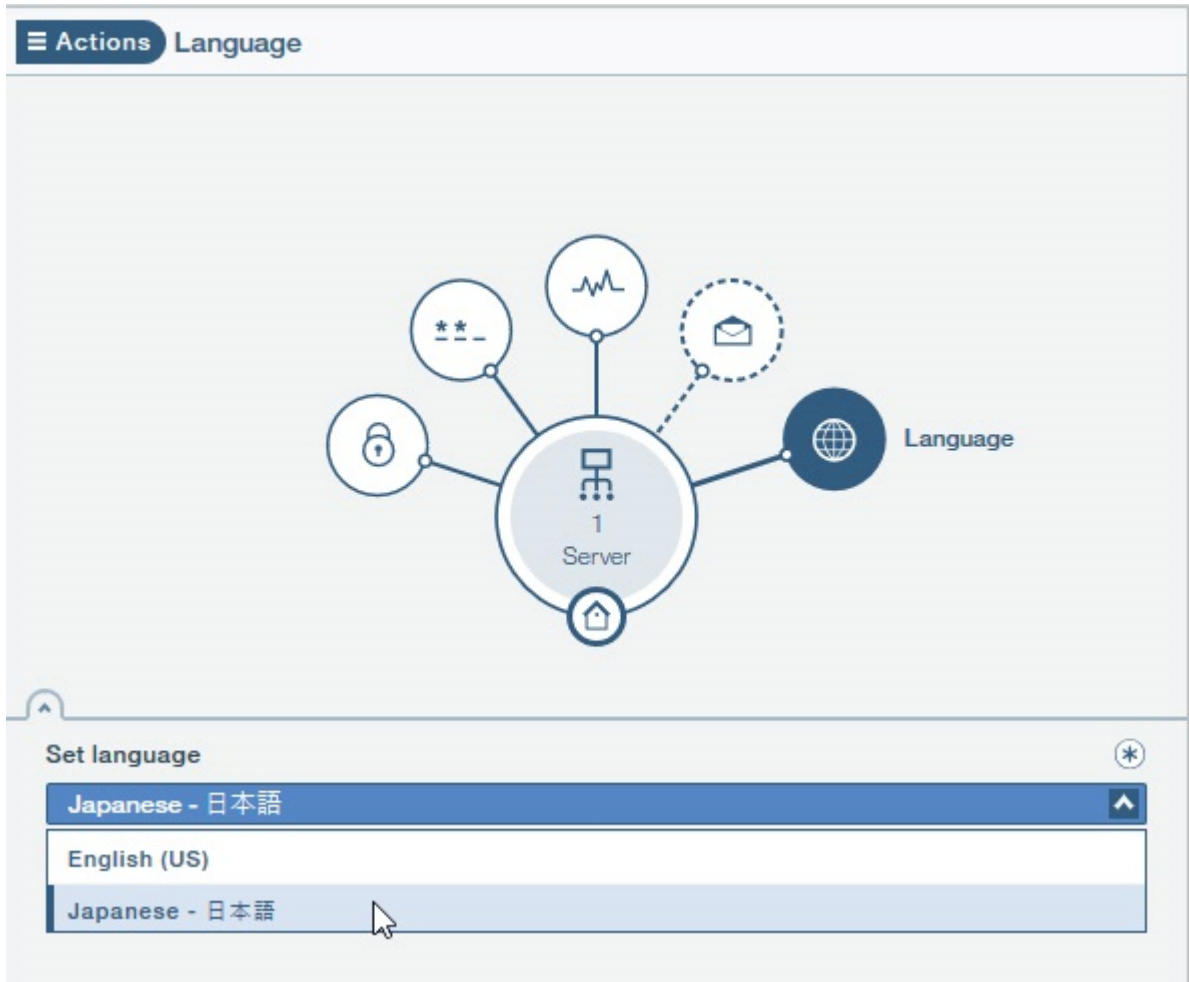 Actions Language
**_
Language
1
Server
Set language
Japanese - 日本語
English (US)
Japanese - 日本語